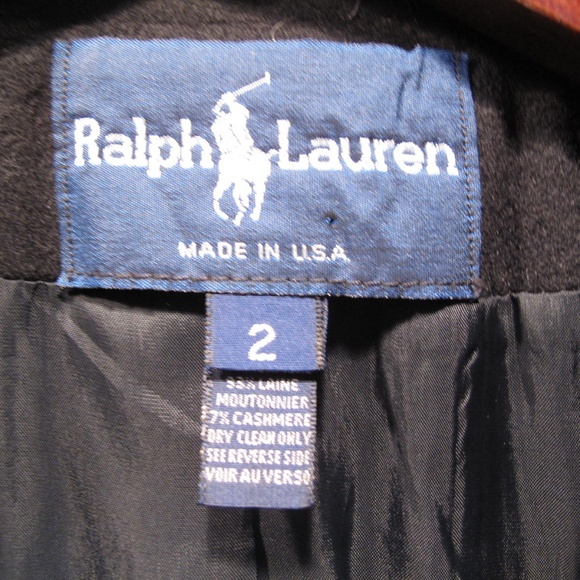 Ralph Lauren
MADE IN U.S.A.
2
LAINE
MOUTONNIER
7% CASHMERE
DRY CLEAN ONLY
SEE REVERSE SIDE
VOIR AU VERSO